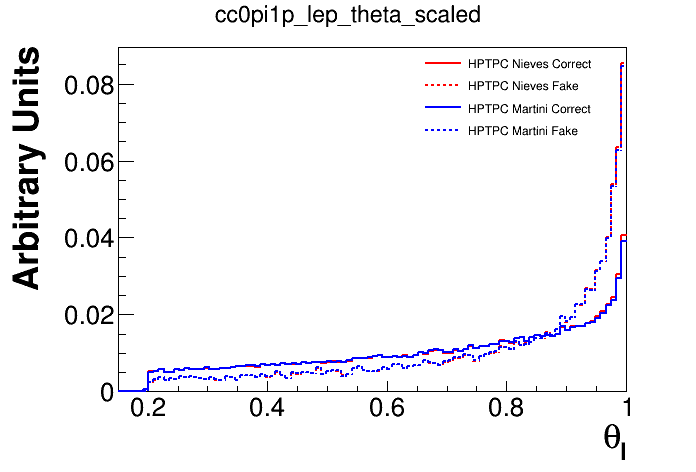 cc0pi1p_lep_theta_scaled
Arbitrary Units
HPTPC Nieves Correct
HPTPC Nieves Fake
HPTPC Martini Correct
HPTPC Martini Fake
0.08
0.06
0.04
0.02
0
0.2 0.4 0.6 0.8 1
θl